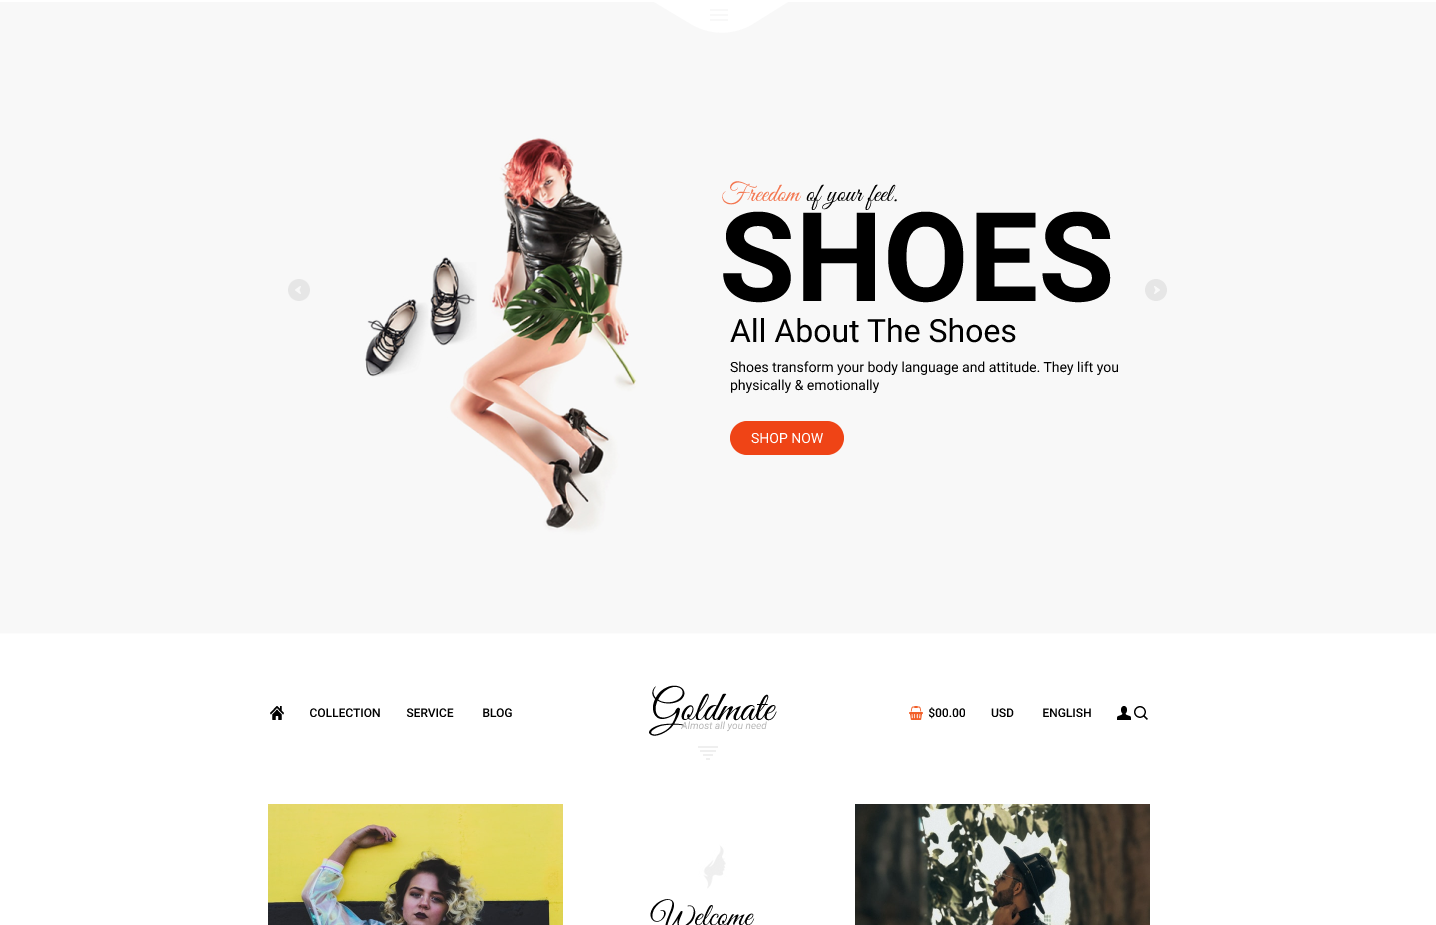 Freedom of your feel.
SHOES
All About The Shoes
Shoes transform your body language and attitude. They lift you
physically & emotionally
SHOP NOW
COLLECTION SERVICE BLOG
Goldmate
Almost all you need
$00.00 USD ENGLISH
Welcome